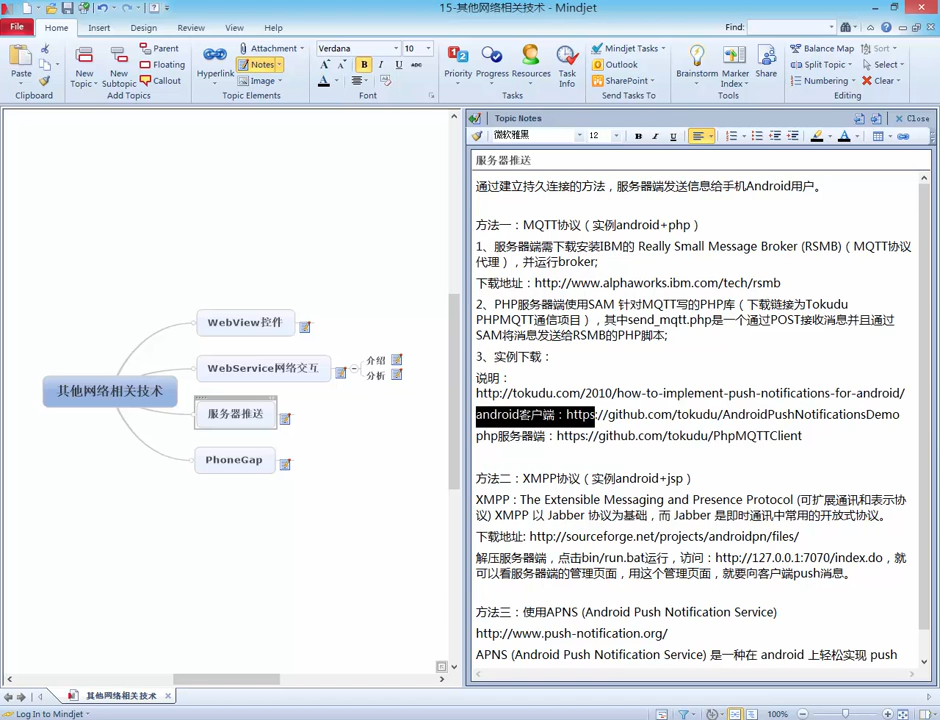 15-其他网络相关技术 - Mindjet
File Home Insert Design Review View Help Find:
Paste
Clipboard
New Topic
New Subtopic
Parent
Floating
Callout
Add Topics
Hyperlink
Attachment
Notes
Image
Topic Elements
Verdana 10
B I U
Font
Priority Progress Resources Task Info
Tasks
Mindjet Tasks
Outlook
SharePoint
Send Tasks To
Brainstorm Marker Index Share
Tools
Balance Map
Split Topic
Numbering
Sort
Select
Clear
Editing
WebView控件
WebService网络交互
介绍
分析
其他网络相关技术
服务器推送
PhoneGap
Topic Notes Close
微软雅黑 12 B I U
服务器推送
通过建立持久连接的方法，服务器端发送信息给手机Android用户。
方法一：MQTT协议（实例android+php）
1、服务器端需下载安装IBM的 Really Small Message Broker (RSMB)（MQTT协议
代理），并运行broker;
下载地址：http://www.alphaworks.ibm.com/tech/rsmb
2、PHP服务器端使用SAM 针对MQTT写的PHP库（下载链接为Tokudu
PHPMQTT通信项目），其中send_mqtt.php是一个通过POST接收消息并且通过
SAM将消息发送给RSMB的PHP脚本;
3、实例下载：
说明：
http://tokudu.com/2010/how-to-implement-push-notifications-for-android/
android客户端：https://github.com/tokudu/AndroidPushNotificationsDemo
php服务器端：https://github.com/tokudu/PhpMQTTClient
方法二：XMPP协议（实例android+jsp）
XMPP：The Extensible Messaging and Presence Protocol (可扩展通讯和表示协
议) XMPP 以 Jabber 协议为基础，而 Jabber 是即时通讯中常用的开放式协议。
下载地址: http://sourceforge.net/projects/androidpn/files/
解压服务器端，点击bin/run.bat运行，访问：http://127.0.0.1:7070/index.do，就
可以看服务器端的管理页面，用这个管理页面，就要向客户端push消息。
方法三：使用APNS (Android Push Notification Service)
http://www.push-notification.org/
APNS (Android Push Notification Service) 是一种在 android 上轻松实现 push
其他网络相关技术
Log In to Mindjet 100%